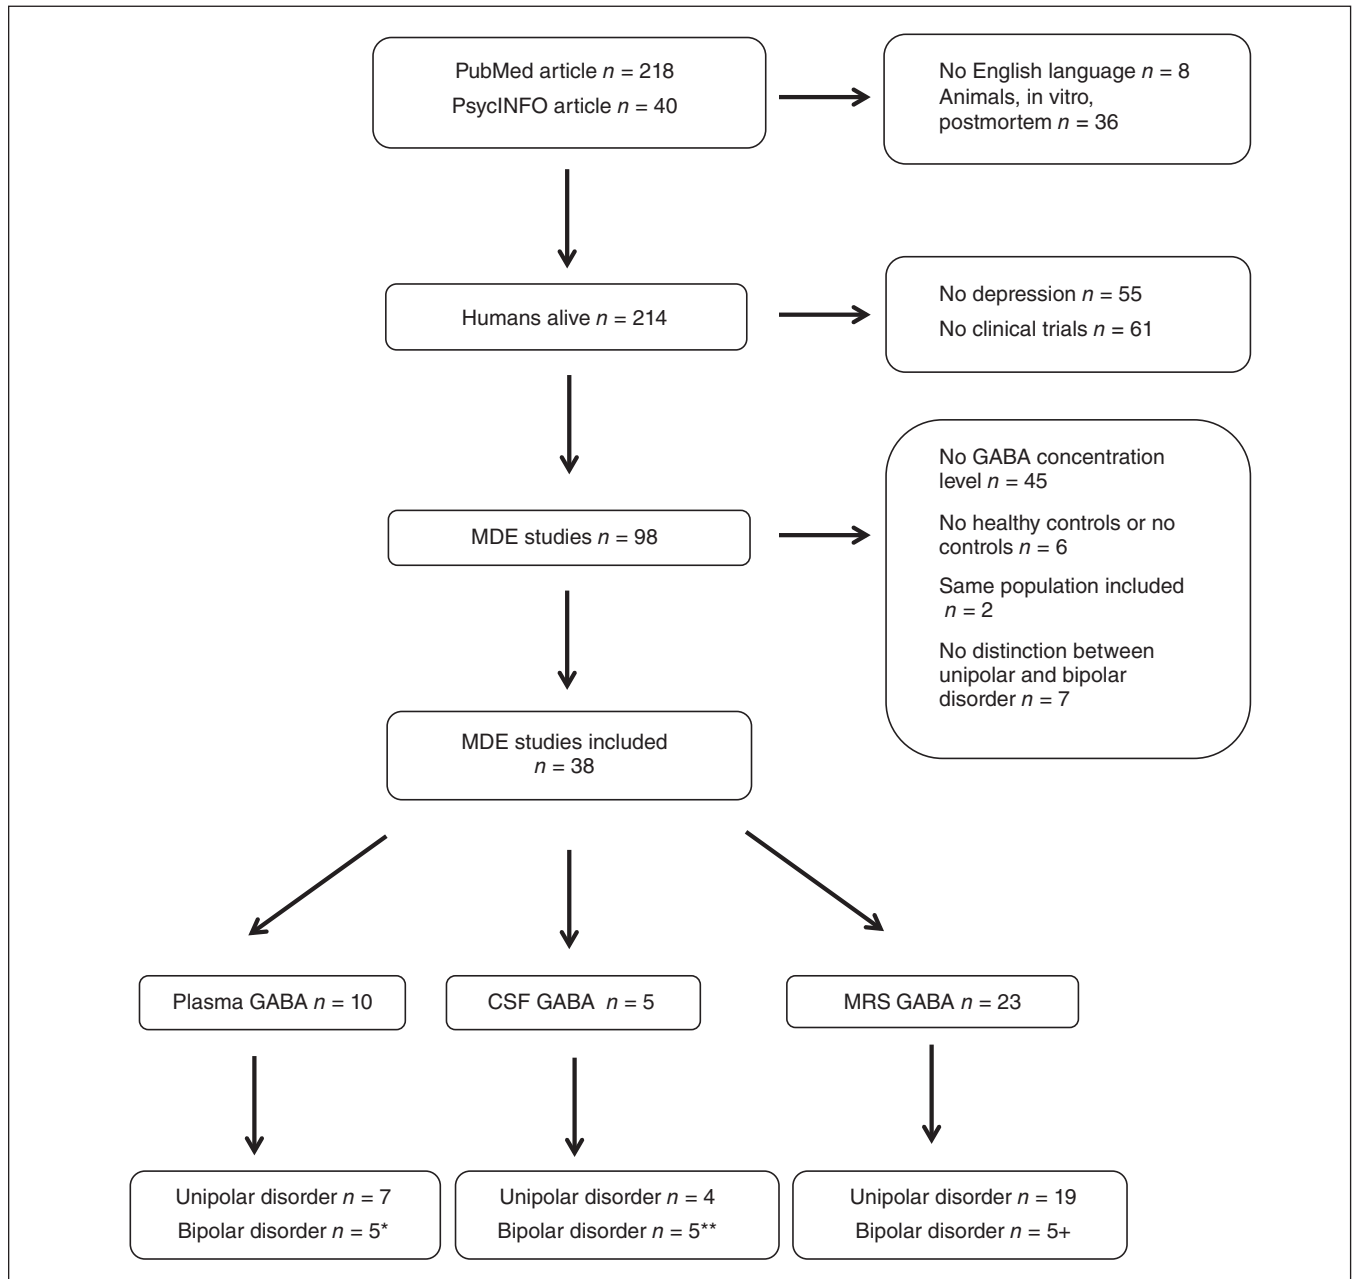 PubMed article n = 218
PsycINFO article n = 40
No English language n = 8
Animals, in vitro,
postmortem n = 36
Humans alive n = 214
No depression n = 55
No clinical trials n = 61
MDE studies n = 98
No GABA concentration
level n = 45
No healthy controls or no
controls n = 6
Same population included
n = 2
No distinction between
unipolar and bipolar
disorder n = 7
MDE studies included
n = 38
Plasma GABA n = 10
CSF GABA n = 5
MRS GABA n = 23
Unipolar disorder n = 7
Bipolar disorder n = 5*
Unipolar disorder n = 4
Bipolar disorder n = 5**
Unipolar disorder n = 19
Bipolar disorder n = 5+